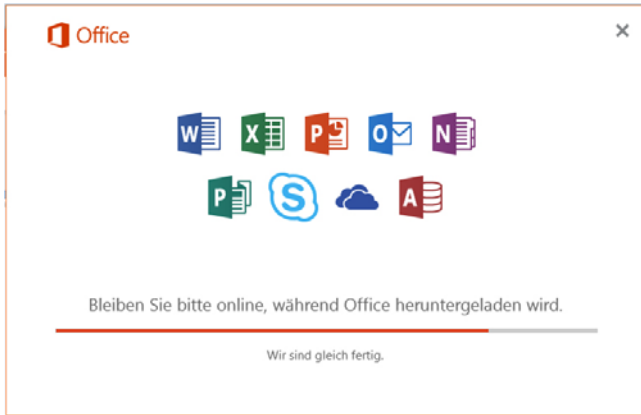 Office
W X P O N
P S A
Bleiben Sie bitte online, während Office heruntergeladen wird.
Wir sind gleich fertig.